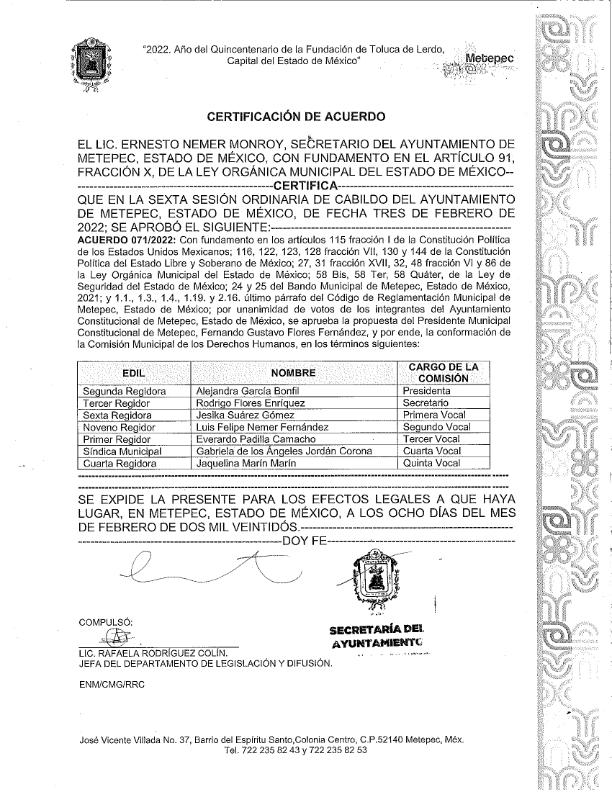 "2022. Año del Quincentenario de la Fundación de Toluca de Lerdo,
Capital del Estado de México"
Metepec
CERTIFICACIÓN DE ACUERDO
EL LIC. ERNESTO NEMER MONROY, SECRETARIO DEL AYUNTAMIENTO DE
METEPEC, ESTADO DE MÉXICO, CON FUNDAMENTO EN EL ARTÍCULO 91,
FRACCIÓN X, DE LA LEY ORGÁNICA MUNICIPAL DEL ESTADO DE MÉXICO--
----------------------------------------CERTIFICA------------------------------------
QUE EN LA SEXTA SESIÓN ORDINARIA DE CABILDO DEL AYUNTAMIENTO
DE METEPEC, ESTADO DE MÉXICO, DE FECHA TRES DE FEBRERO DE
2022; SE APROBÓ EL SIGUIENTE:--------------------------------------------------
ACUERDO 071/2022: Con fundamento en los artículos 115 fracción I de la Constitución Política
de los Estados Unidos Mexicanos; 116, 122, 123, 128 fracción VII, 130 y 144 de la Constitución
Política del Estado Libre y Soberano de México; 27, 31 fracción XVII, 32, 48 fracción VI y 86 de
la Ley Orgánica Municipal del Estado de México; 58 Bis, 58 Ter, 58 Quáter, de la Ley de
Seguridad del Estado de México; 24 y 25 del Bando Municipal de Metepec, Estado de México,
2021; y 1.1., 1.3., 1.4., 1.19. y 2.16. último párrafo del Código de Reglamentación Municipal de
Metepec, Estado de México; por unanimidad de votos de los integrantes del Ayuntamiento
Constitucional de Metepec, Estado de México, se aprueba la propuesta del Presidente Municipal
Constitucional de Metepec, Fernando Gustavo Flores Fernández, y por ende, la conformación de
la Comisión Municipal de los Derechos Humanos, en los términos siguientes:
EDIL NOMBRE CARGO DE LA COMISIÓN
Segunda Regidora Alejandra García Bonfil Presidenta
Tercer Regidor Rodrigo Flores Enríquez Secretario
Sexta Regidora Jesika Suárez Gómez Primera Vocal
Noveno Regidor Luis Felipe Nemer Fernández Segundo Vocal
Primer Regidor Everardo Padilla Camacho Tercer Vocal
Síndica Municipal Gabriela de los Ángeles Jordán Corona Cuarta Vocal
Cuarta Regidora Jaquelina Marín Marín Quinta Vocal
SE EXPIDE LA PRESENTE PARA LOS EFECTOS LEGALES A QUE HAYA
LUGAR, EN METEPEC, ESTADO DE MÉXICO, A LOS OCHO DÍAS DEL MES
DE FEBRERO DE DOS MIL VEINTIDÓS.--------------------------------------------
------------------------------------------DOY FE---------------------------------------
COMPULSÓ:
SECRETARÍA DEL
AYUNTAMIENTO
LIC. RAFAELA RODRÍGUEZ COLÍN.
JEFA DEL DEPARTAMENTO DE LEGISLACIÓN Y DIFUSIÓN.
ENM/CMG/RRC
José Vicente Villada No. 37, Barrio del Espíritu Santo,Colonia Centro, C.P.52140 Metepec, Méx.
Tel. 722 235 82 43 y 722 235 82 53